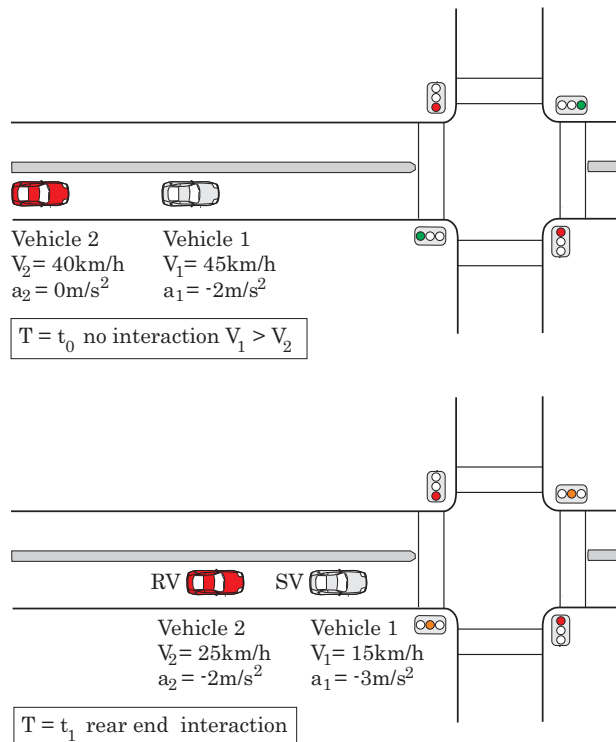 Vehicle 2 Vehicle 1
V₂= 40km/h V₁= 45km/h
a₂= 0m/s² a₁= -2m/s²
T = t₀ no interaction V₁ > V₂
RV SV
Vehicle 2 Vehicle 1
V₂= 25km/h V₁= 15km/h
a₂= -2m/s² a₁= -3m/s²
T = t₁ rear end interaction